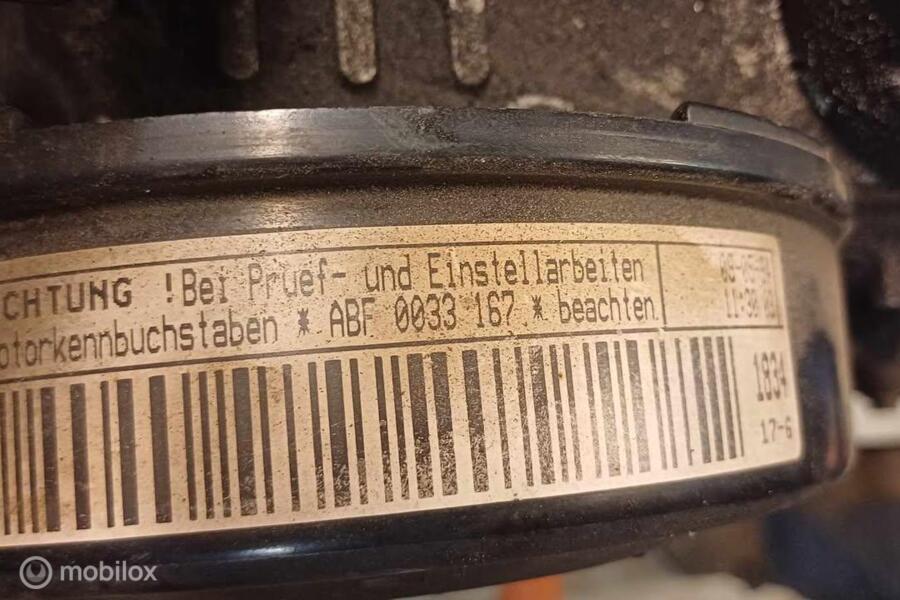 CHTUNG !Bei Pruef- und Einstellarbeiten
otorkennbuchstaben * ABF 0033 167 * beachten.
1834
17-6
mobilox